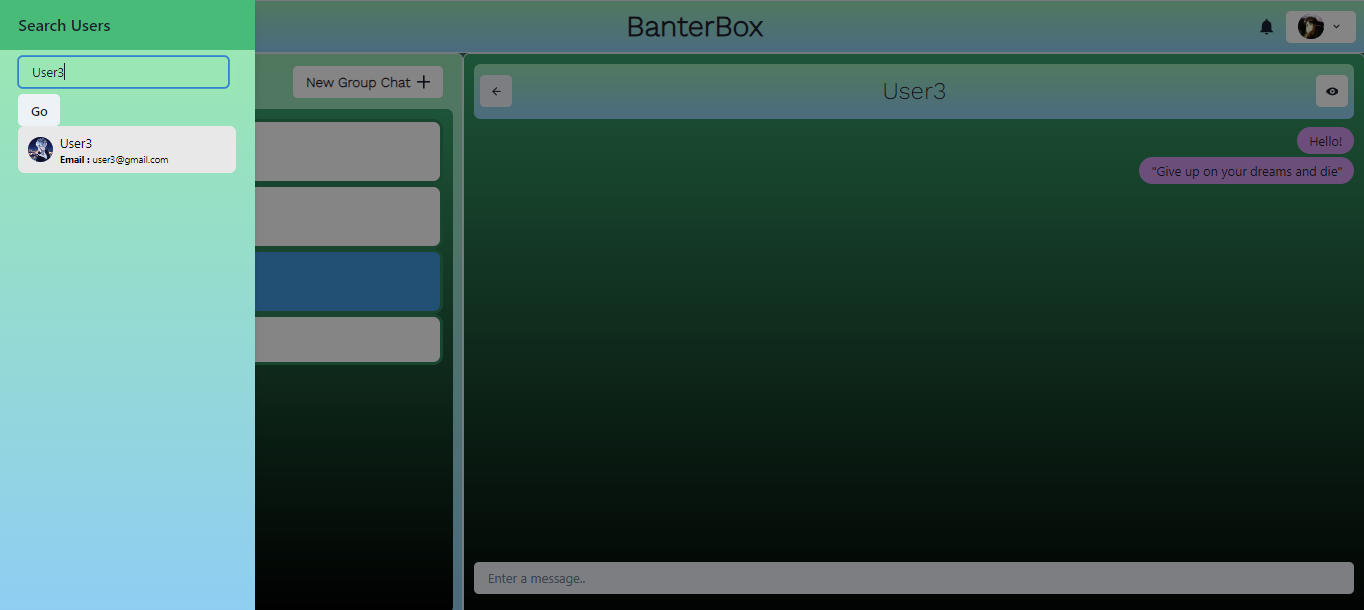 Search Users
User3
Go
User3
Email : user3@gmail.com
BanterBox
New Group Chat
User3
Hello!
"Give up on your dreams and die"
Enter a message..